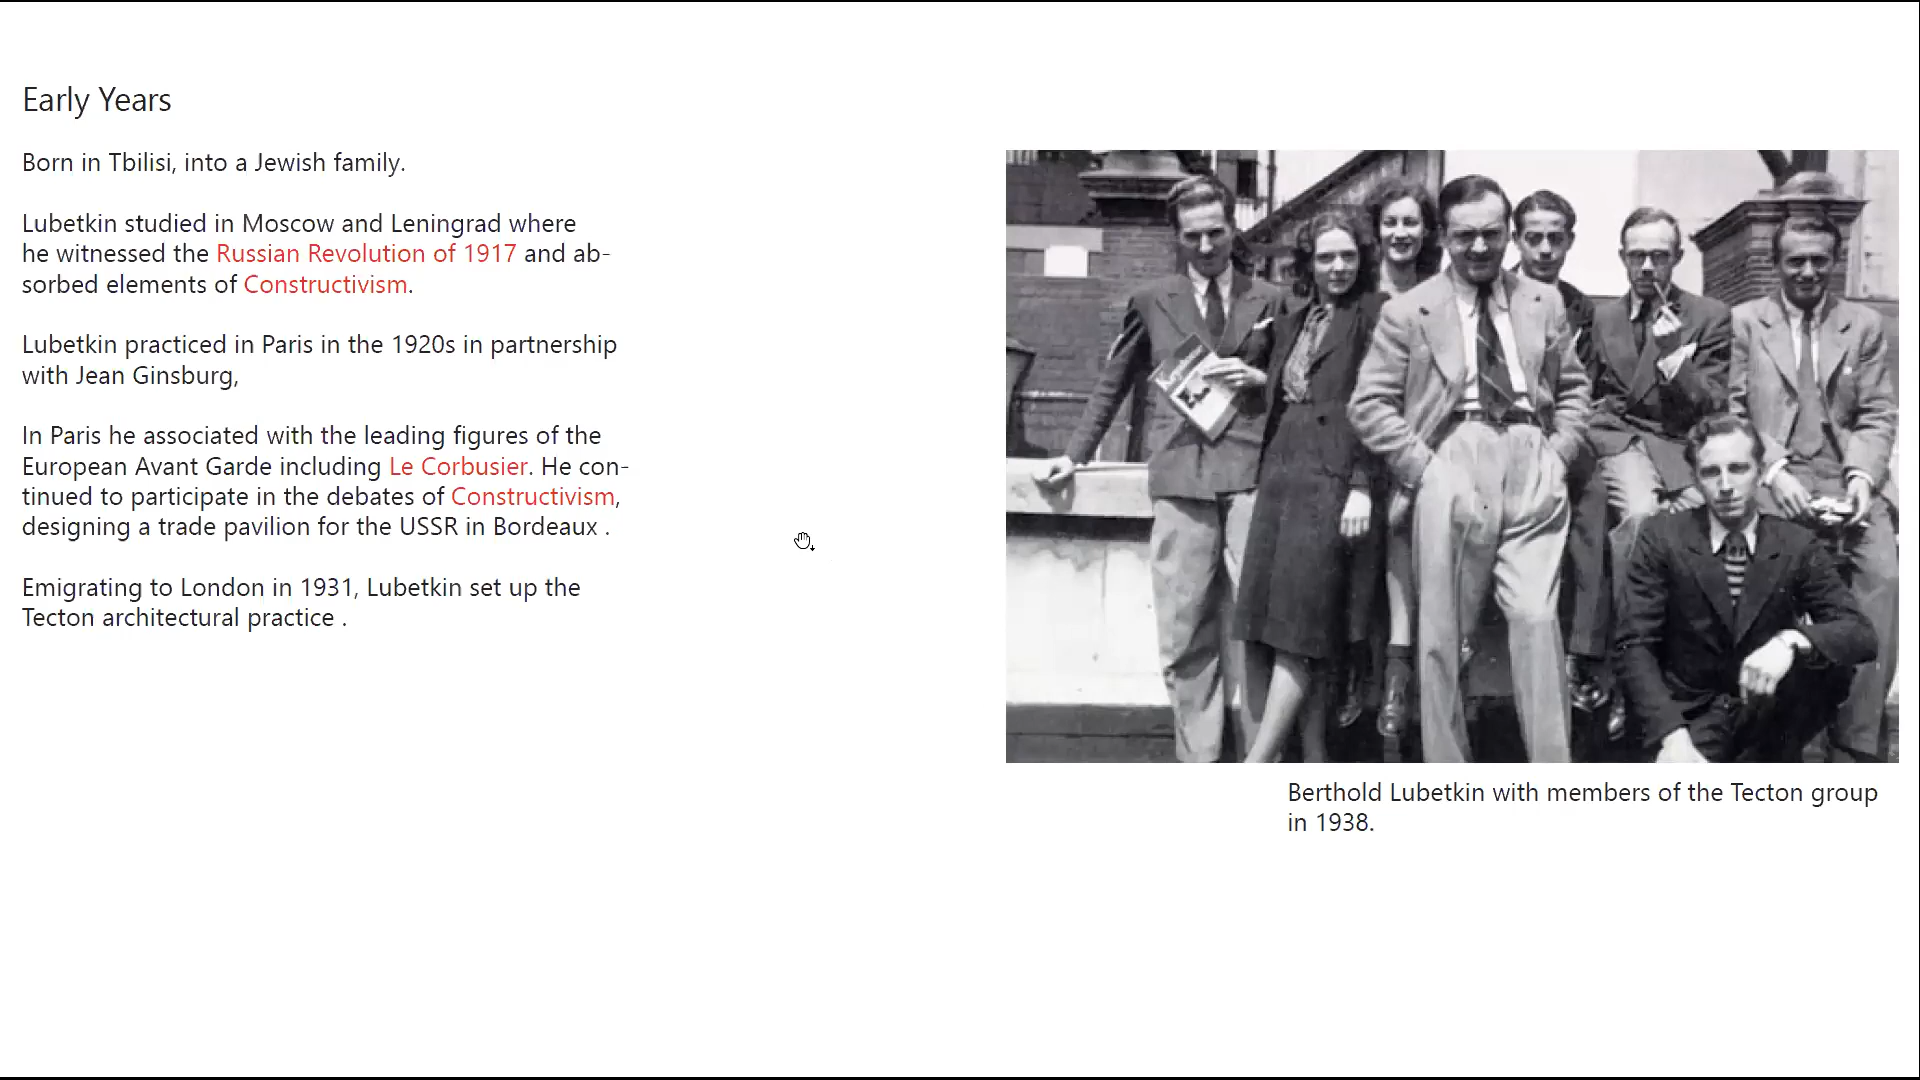 Early Years
Born in Tbilisi, into a Jewish family.
Lubetkin studied in Moscow and Leningrad where
he witnessed the Russian Revolution of 1917 and ab-
sorbed elements of Constructivism.
Lubetkin practiced in Paris in the 1920s in partnership
with Jean Ginsburg,
In Paris he associated with the leading figures of the
European Avant Garde including Le Corbusier. He con-
tinued to participate in the debates of Constructivism,
designing a trade pavilion for the USSR in Bordeaux .
Emigrating to London in 1931, Lubetkin set up the
Tecton architectural practice .
Berthold Lubetkin with members of the Tecton group
in 1938.